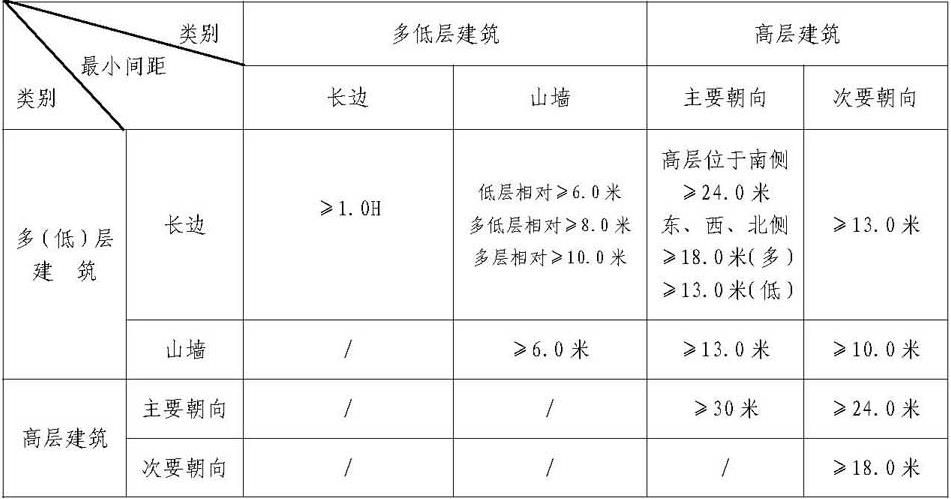 类别
最小间距
类别
多低层建筑
高层建筑
长边
山墙
主要朝向
次要朝向
多(低)层
建 筑
长边
≥1.0H
低层相对≥6.0米
多低层相对≥8.0米
多层相对≥10.0米
高层位于南侧
≥24.0米
东、西、北侧
≥18.0米(多)
≥13.0米(低)
≥13.0米
山墙
/
≥6.0米
≥13.0米
≥10.0米
高层建筑
主要朝向
/
/
≥30米
≥24.0米
次要朝向
/
/
/
≥18.0米